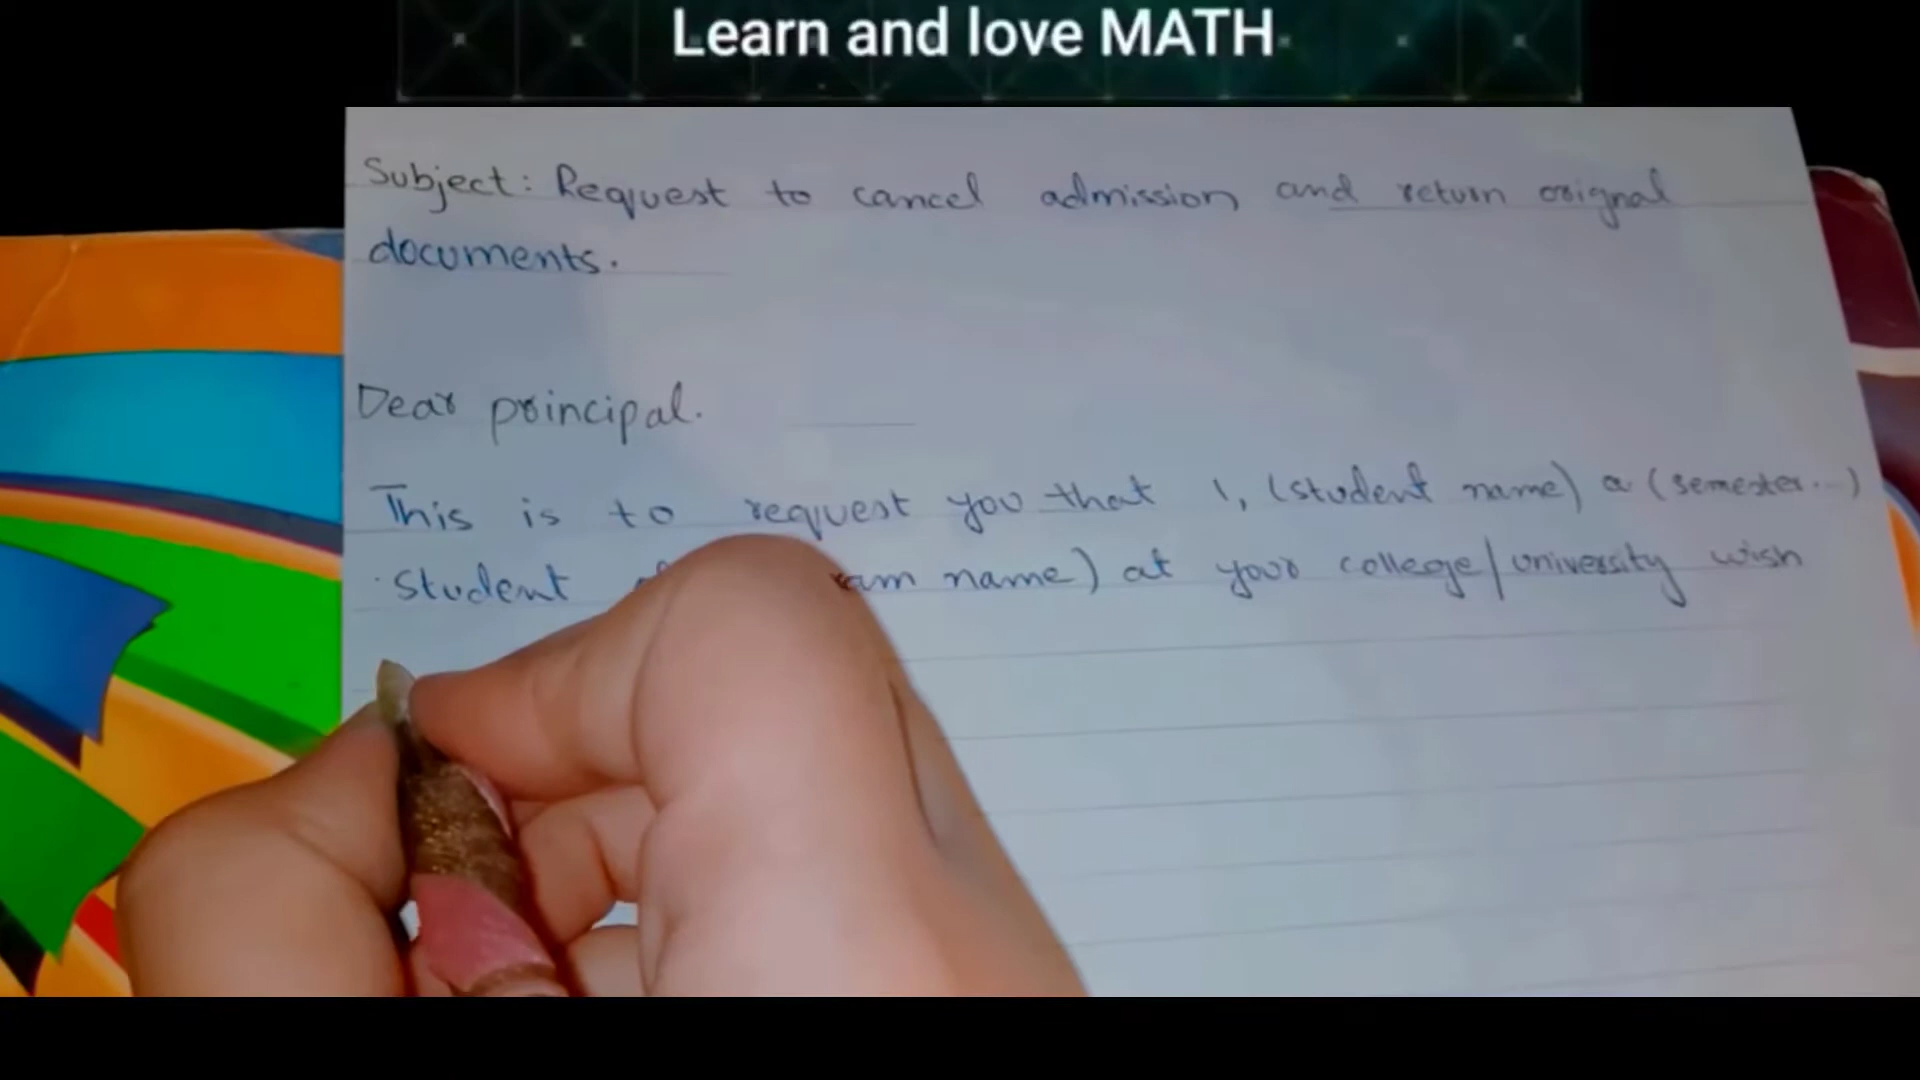 Learn and love MATH
Subject: Request to cancel admission and return orignal
documents.
Dear principal.
This is to request you that I, (student name) a (semester...)
Student name) at your college/university wish